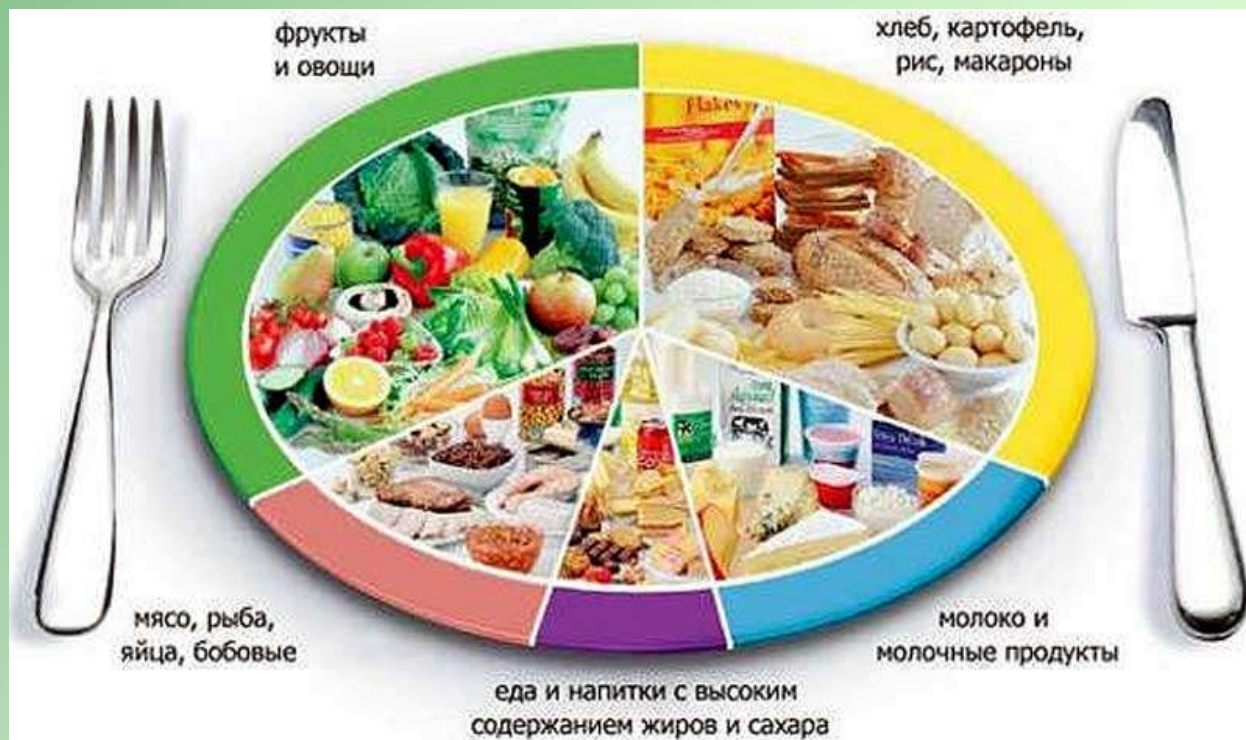 фрукты
и овощи
хлеб, картофель,
рис, макароны
Flakes
мясо, рыба,
яйца, бобовые
молоко и
молочные продукты
еда и напитки с высоким
содержанием жиров и сахара